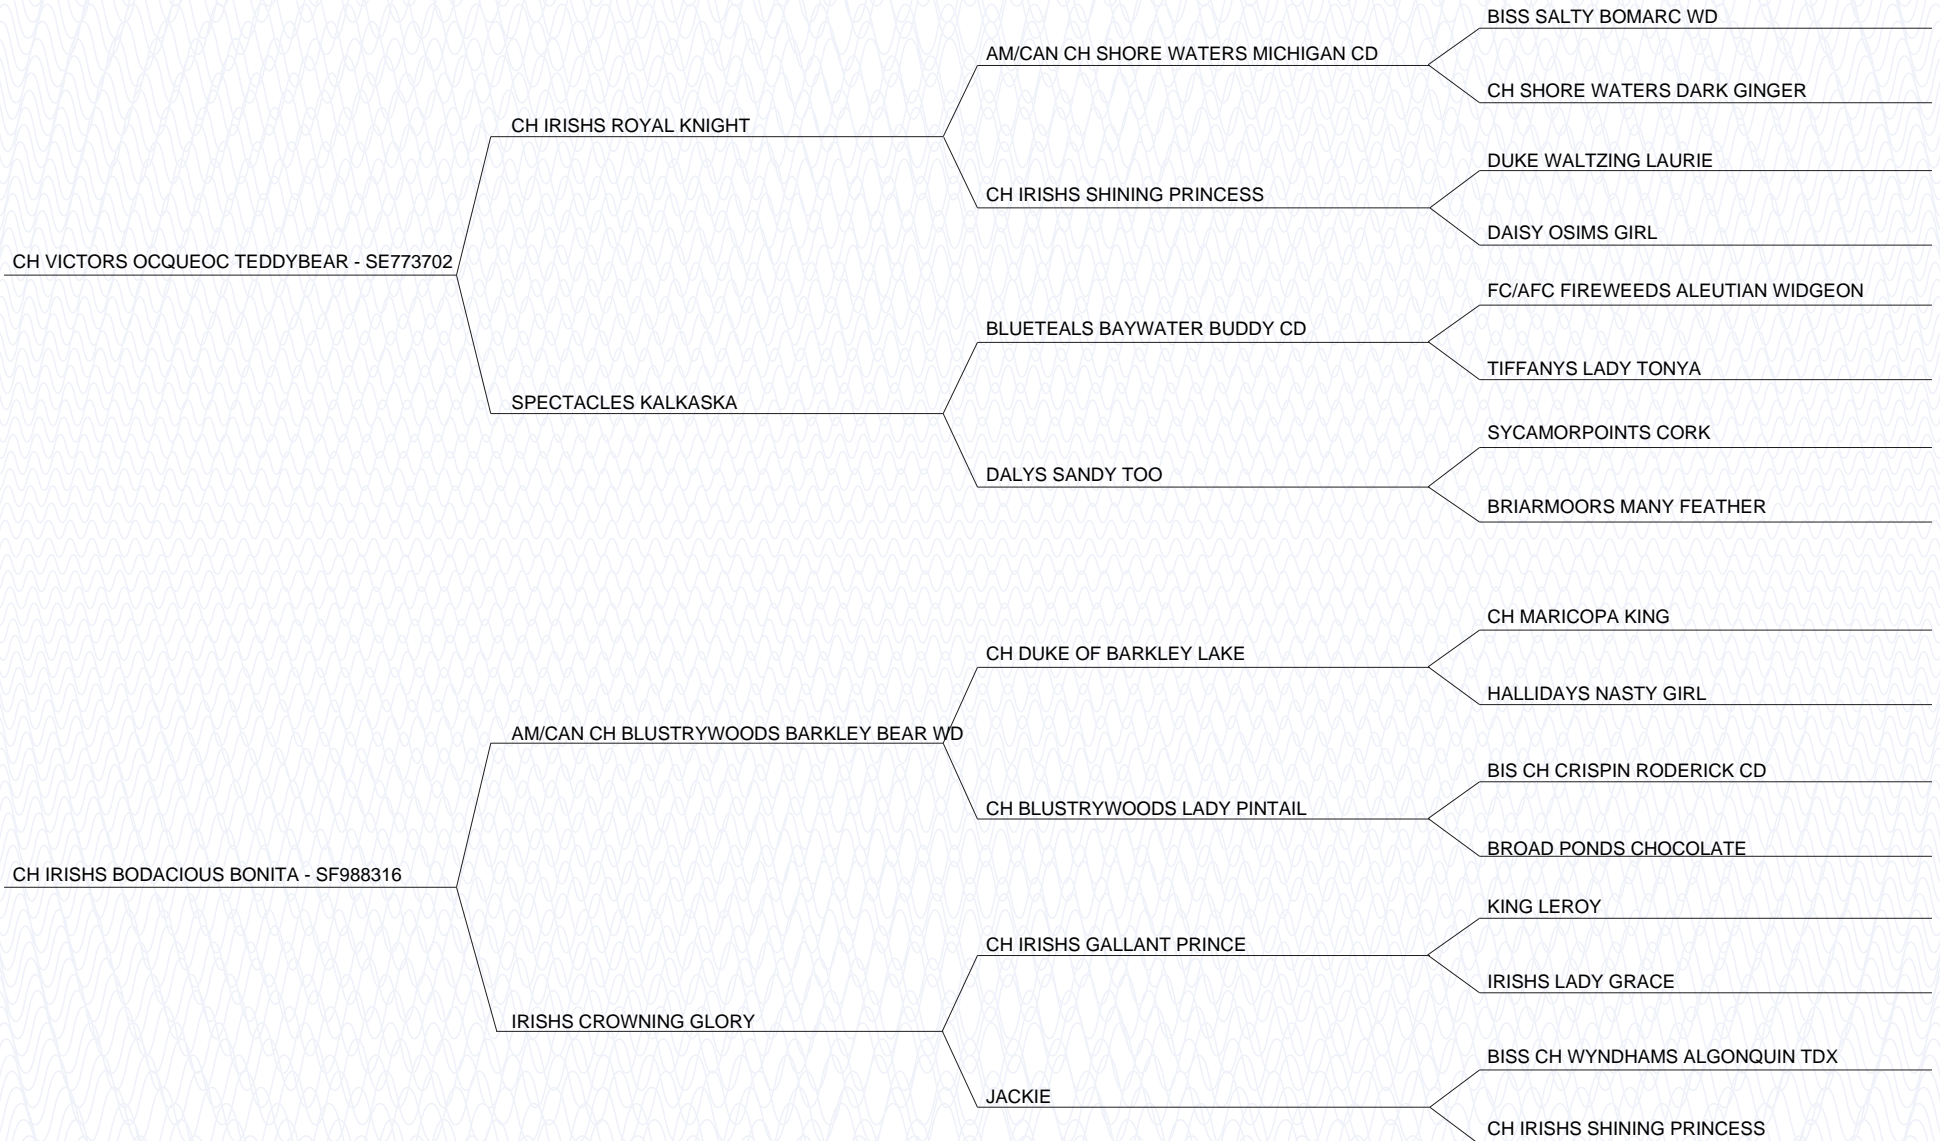 BISS SALTY BOMARC WD
AM/CAN CH SHORE WATERS MICHIGAN CD
CH SHORE WATERS DARK GINGER
CH IRISHS ROYAL KNIGHT
DUKE WALTZING LAURIE
CH IRISHS SHINING PRINCESS
DAISY OSIMS GIRL
CH VICTORS OCQUEOC TEDDYBEAR - SE773702
FC/AFC FIREWEEDS ALEUTIAN WIDGEON
BLUETEALS BAYWATER BUDDY CD
TIFFANYS LADY TONYA
SPECTACLES KALKASKA
SYCAMORPOINTS CORK
DALYS SANDY TOO
BRIARMOORS MANY FEATHER
CH MARICOPA KING
CH DUKE OF BARKLEY LAKE
HALLIDAYS NASTY GIRL
AM/CAN CH BLUSTRYWOODS BARKLEY BEAR WD
BIS CH CRISPIN RODERICK CD
CH BLUSTRYWOODS LADY PINTAIL
BROAD PONDS CHOCOLATE
CH IRISHS BODACIOUS BONITA - SF988316
KING LEROY
CH IRISHS GALLANT PRINCE
IRISHS LADY GRACE
IRISHS CROWNING GLORY
BISS CH WYNDHAMS ALGONQUIN TDX
JACKIE
CH IRISHS SHINING PRINCESS